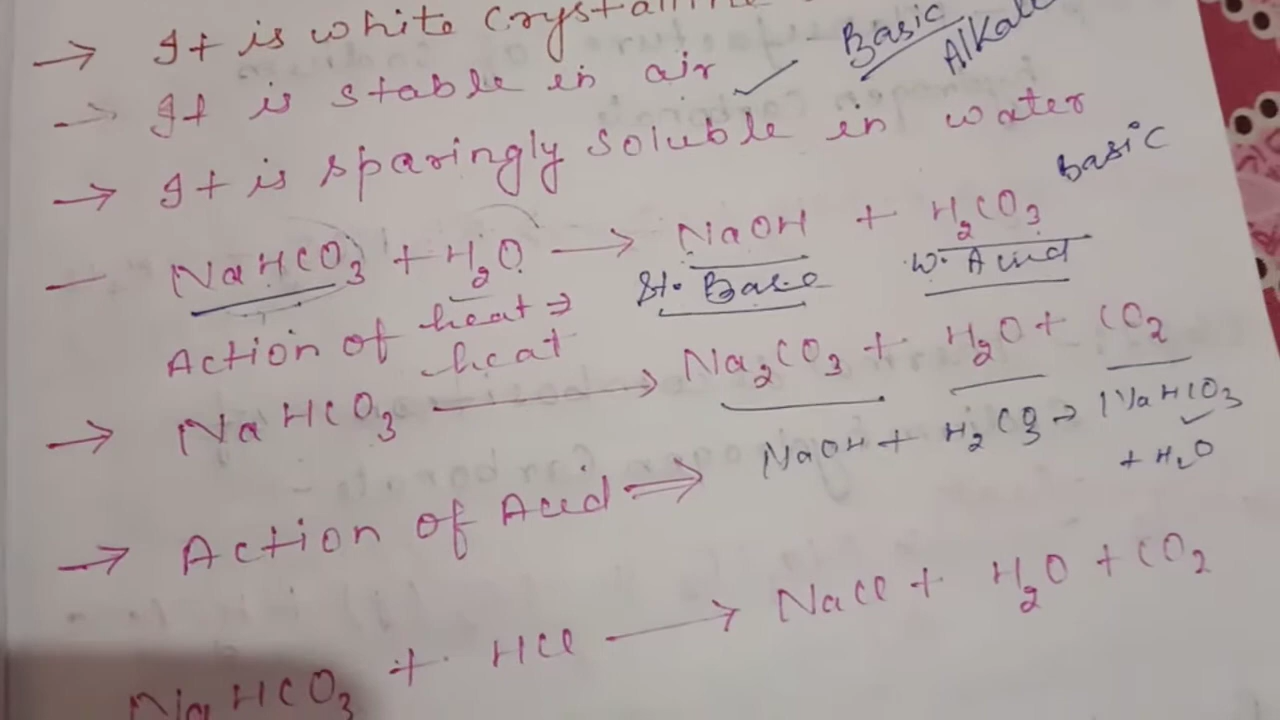 → It is white crystalline
→ It is stable in air ✓ Basic
Alkali
→ It is sparingly soluble in water
Basic
— NaHCO₃ + H₂O → NaOH + H₂CO₃
St. Base W. Acid
Action of heat ⇒
heat
→ NaHCO₃ → Na₂CO₃ + H₂O + CO₂
NaOH + H₂CO₃ → NaHCO₃
+ H₂O
→ Action of Acid ⇒
NaHCO₃ + HCl → NaCl + H₂O + CO₂